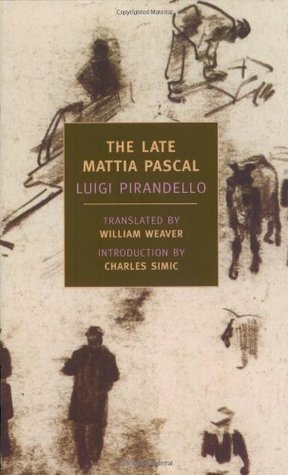 THE LATE
MATTIA PASCAL
LUIGI PIRANDELLO
TRANSLATED BY
WILLIAM WEAVER
INTRODUCTION BY
CHARLES SIMIC